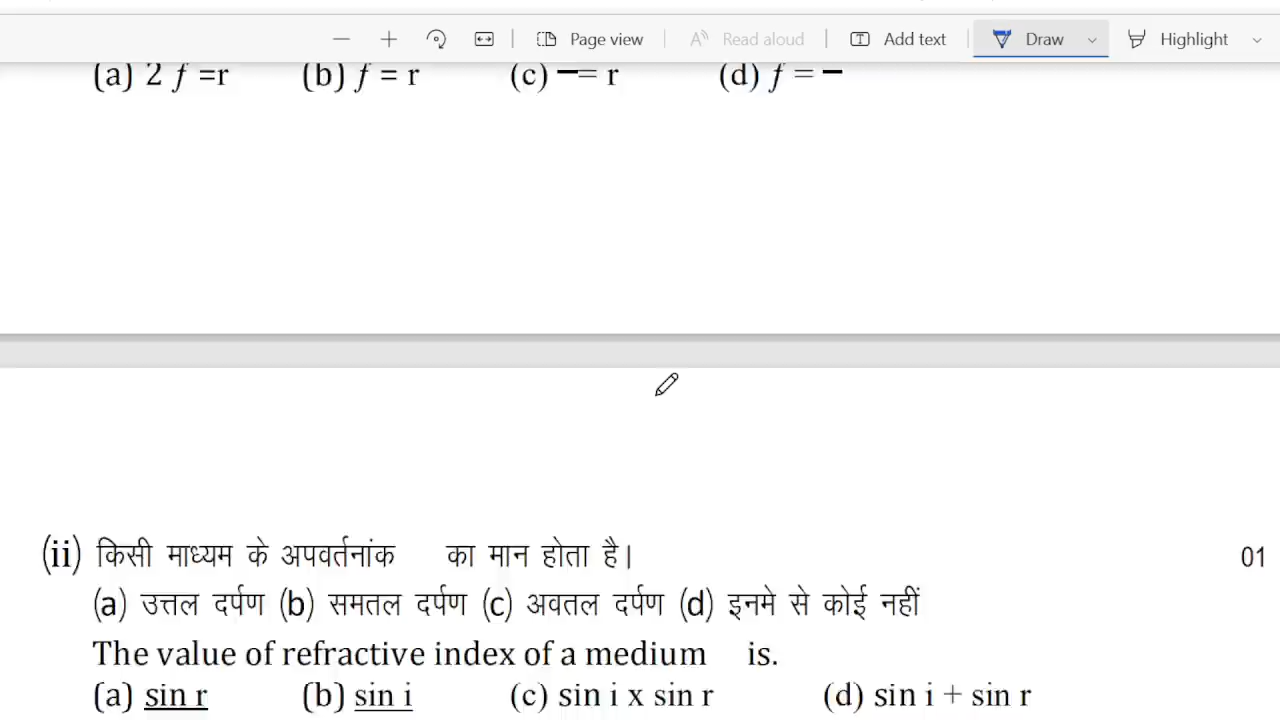 Page view Read aloud Add text Draw Highlight
(a) 2 f =r (b) f = r (c) = r (d) f =
(ii) किसी माध्यम के अपवर्तनांक का मान होता है। 01
(a) उत्तल दर्पण (b) समतल दर्पण (c) अवतल दर्पण (d) इनमे से कोई नहीं
The value of refractive index of a medium is.
(a) sin r (b) sin i (c) sin i x sin r (d) sin i + sin r